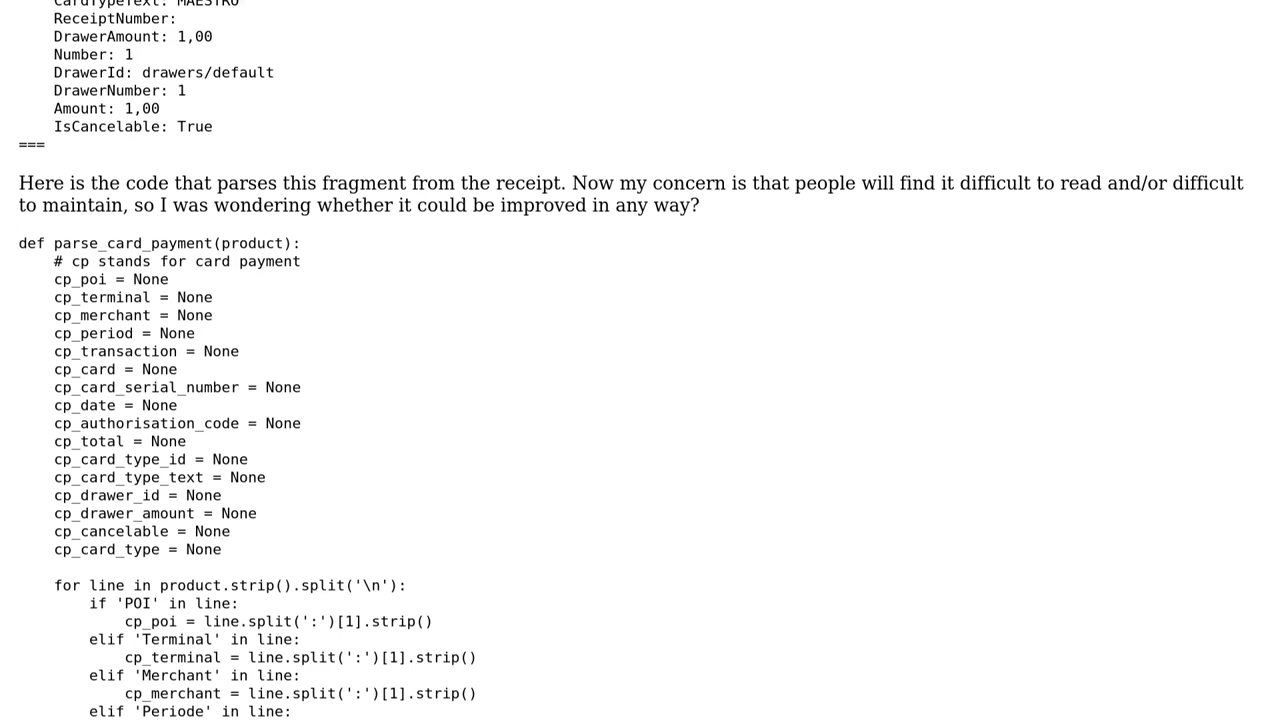 CardTypeText: MAESTRO
ReceiptNumber:
DrawerAmount: 1,00
Number: 1
DrawerId: drawers/default
DrawerNumber: 1
Amount: 1,00
IsCancelable: True
===
Here is the code that parses this fragment from the receipt. Now my concern is that people will find it difficult to read and/or difficult
to maintain, so I was wondering whether it could be improved in any way?
def parse_card_payment(product):
    # cp stands for card payment
    cp_poi = None
    cp_terminal = None
    cp_merchant = None
    cp_period = None
    cp_transaction = None
    cp_card = None
    cp_card_serial_number = None
    cp_date = None
    cp_authorisation_code = None
    cp_total = None
    cp_card_type_id = None
    cp_card_type_text = None
    cp_drawer_id = None
    cp_drawer_amount = None
    cp_cancelable = None
    cp_card_type = None
    for line in product.strip().split('\n'):
        if 'POI' in line:
            cp_poi = line.split(':')[1].strip()
        elif 'Terminal' in line:
            cp_terminal = line.split(':')[1].strip()
        elif 'Merchant' in line:
            cp_merchant = line.split(':')[1].strip()
        elif 'Periode' in line: